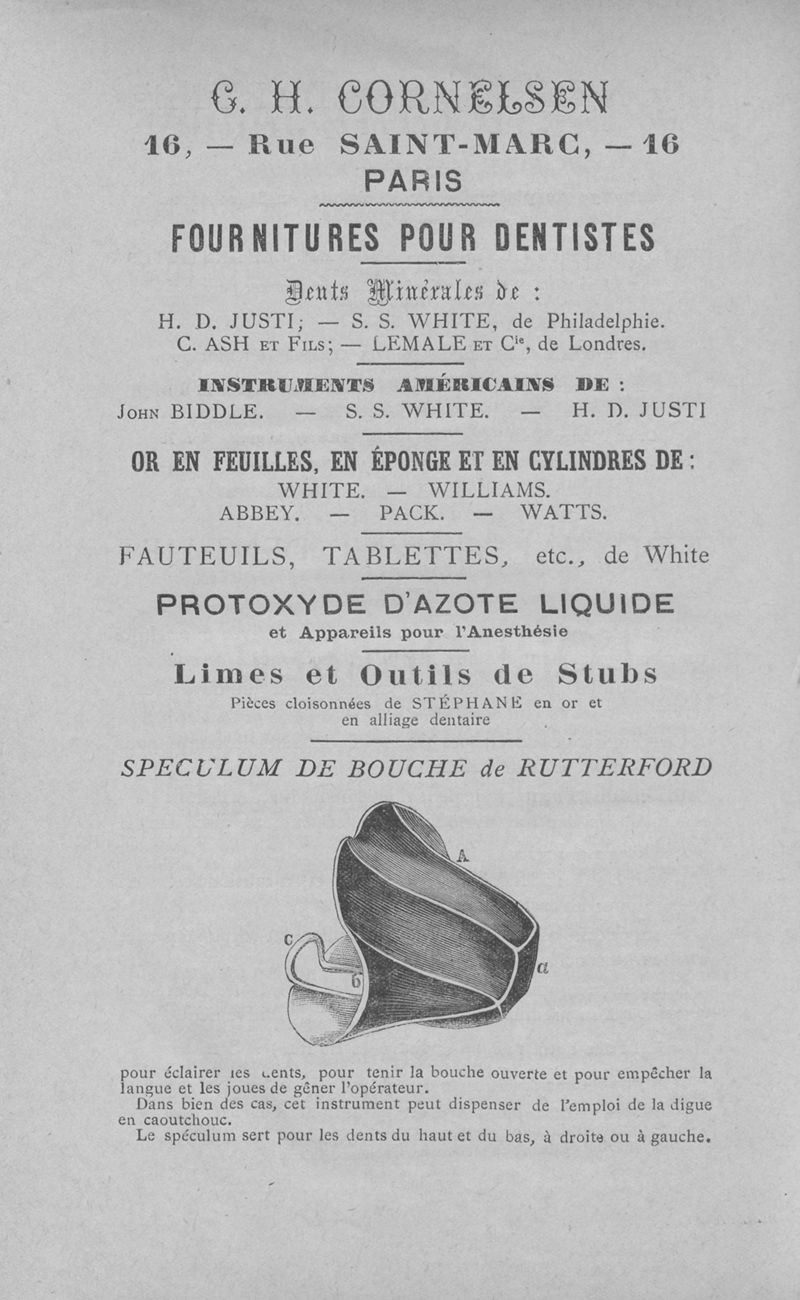 G. H. CORNELSEN
16, — Rue SAINT-MARC, — 16
PARIS
FOURNITURES POUR DENTISTES
Dents Minérales de :
H. D. JUSTI; — S. S. WHITE, de Philadelphie.
C. ASH ET FILS; — LEMALE ET Cie, de Londres.
INSTRUMENTS AMÉRICAINS DE :
JOHN BIDDLE. — S. S. WHITE. — H. D. JUSTI
OR EN FEUILLES, EN ÉPONGE ET EN CYLINDRES DE :
WHITE. — WILLIAMS.
ABBEY. — PACK. — WATTS.
FAUTEUILS, TABLETTES, etc., de White
PROTOXYDE D'AZOTE LIQUIDE
et Appareils pour l'Anesthésie
Limes et Outils de Stubs
Pièces cloisonnées de STÉPHANE en or et
en alliage dentaire
SPECULUM DE BOUCHE de RUTTERFORD
A
C
a
b
pour éclairer les dents, pour tenir la bouche ouverte et pour empêcher la
langue et les joues de gêner l'opérateur.
Dans bien des cas, cet instrument peut dispenser de l'emploi de la digue
en caoutchouc.
Le spéculum sert pour les dents du haut et du bas, à droite ou à gauche.